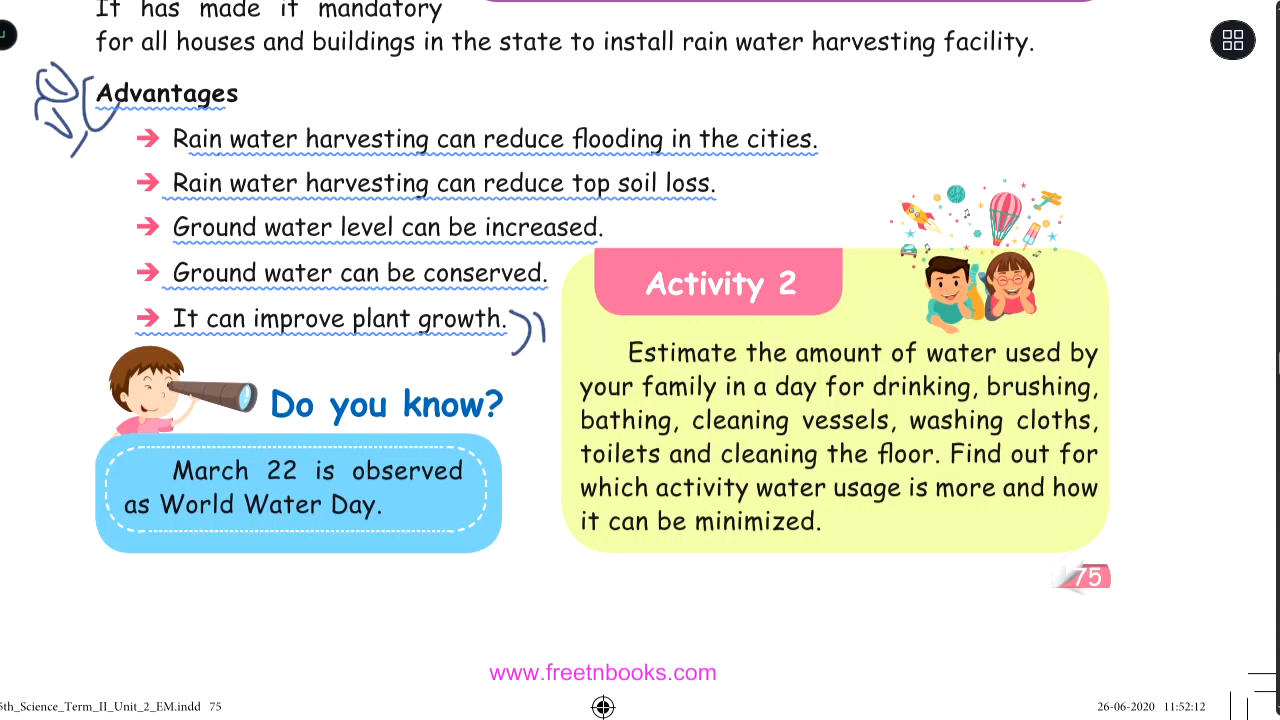 It has made it mandatory
for all houses and buildings in the state to install rain water harvesting facility.
Advantages
➔ Rain water harvesting can reduce flooding in the cities.
➔ Rain water harvesting can reduce top soil loss.
➔ Ground water level can be increased.
➔ Ground water can be conserved.
➔ It can improve plant growth.
Do you know?
March 22 is observed
as World Water Day.
Activity 2
Estimate the amount of water used by
your family in a day for drinking, brushing,
bathing, cleaning vessels, washing cloths,
toilets and cleaning the floor. Find out for
which activity water usage is more and how
it can be minimized.
75
www.freetnbooks.com
5th_Science_Term_II_Unit_2_EM.indd 75
26-06-2020 11:52:12